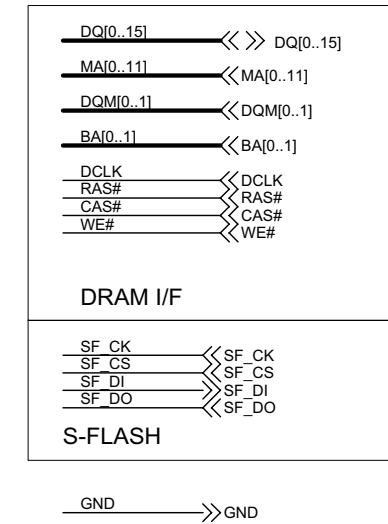 DQ[0..15] DQ[0..15]
MA[0..11] MA[0..11]
DQM[0..1] DQM[0..1]
BA[0..1] BA[0..1]
DCLK DCLK
RAS# RAS#
CAS# CAS#
WE# WE#
DRAM I/F
SF_CK SF_CK
SF_CS SF_CS
SF_DI SF_DI
SF_DO SF_DO
S-FLASH
GND GND